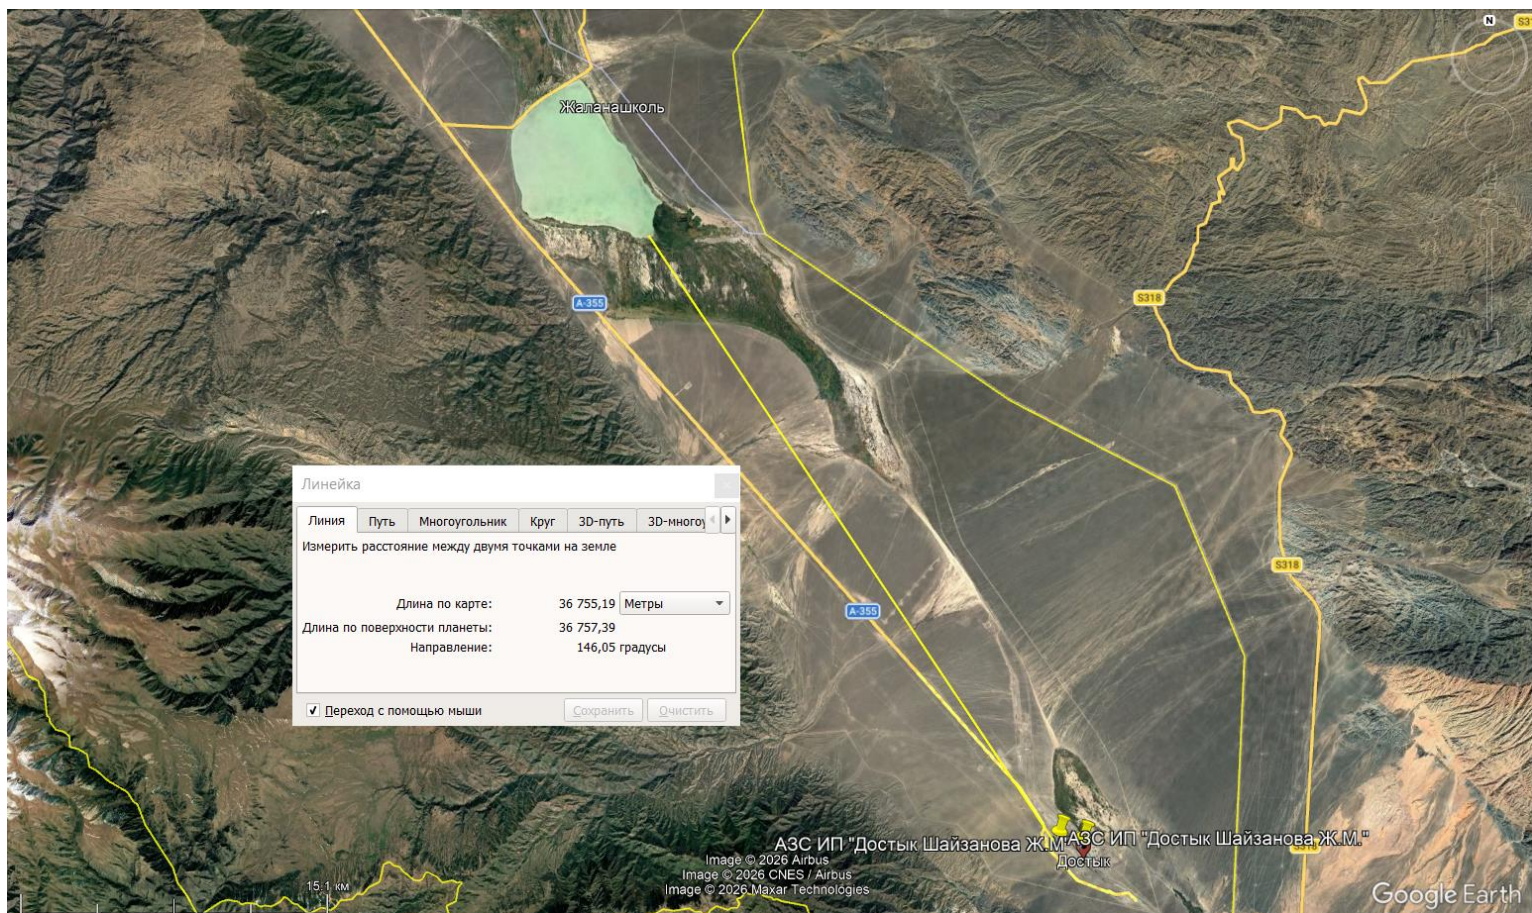 N
S31
Жаланашколь
A-355
S318
Линейка
Линия Путь Многоугольник Круг 3D-путь 3D-многоу
Измерить расстояние между двумя точками на земле
Длина по карте: 36 755,19 Метры
Длина по поверхности планеты: 36 757,39
Направление: 146,05 градусы
Переход с помощью мыши Сохранить Очистить
S318
A-355
АЗС ИП "Достык Шайзанова Ж.М АЗС ИП "Достык Шайзанова Ж.М."
Достык
Image © 2026 Airbus
Image © 2026 CNES / Airbus
Image © 2026 Maxar Technologies
15.1 км
Google Earth